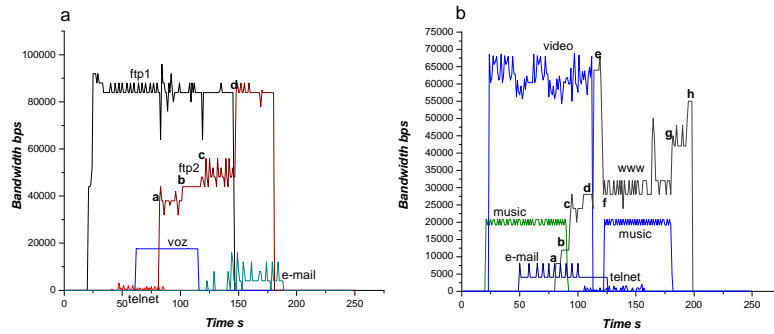 a
Bandwidth bps
100000
80000
60000
40000
20000
0
ftp1
d
c
ftp2
b
a
voz
e-mail
telnet
0 50 100 150 200 250
Time s
b
Bandwidth bps
75000
70000
65000
60000
55000
50000
45000
40000
35000
30000
25000
20000
15000
10000
5000
0
video
e
h
g
www
d
c
f
music
music
b
e-mail
a
telnet
0 50 100 150 200 250
Time s